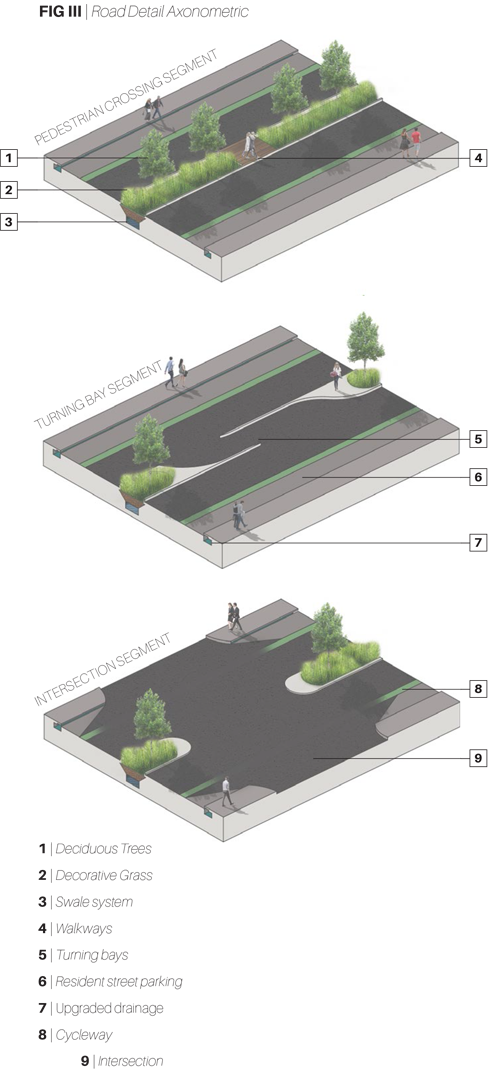 FIG III | Road Detail Axonometric
PEDESTRIAN CROSSING SEGMENT
1
4
2
3
TURNING BAY SEGMENT
5
6
7
INTERSECTION SEGMENT
8
9
1 | Deciduous Trees
2 | Decorative Grass
3 | Swale system
4 | Walkways
5 | Turning bays
6 | Resident street parking
7 | Upgraded drainage
8 | Cycleway
9 | Intersection